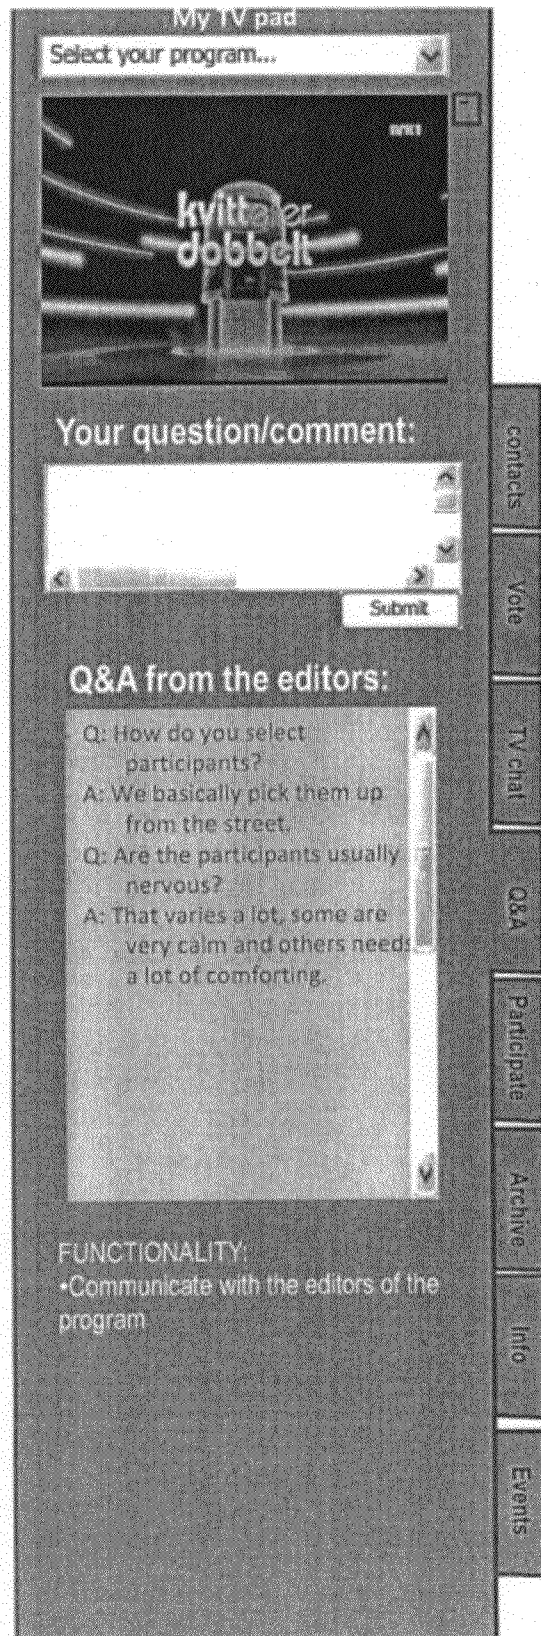 My TV pad
Select your program...
NRK1
kvitt eller
dobbelt
Your question/comment:
Submit
Q&A from the editors:
Q: How do you select
participants?
A: We basically pick them up
from the street.
Q: Are the participants usually
nervous?
A: That varies a lot, some are
very calm and others needs
a lot of comforting.
FUNCTIONALITY:
•Communicate with the editors of the
program
contacts
Vote
TV chat
Q&A
Participate
Archive
Info
Events